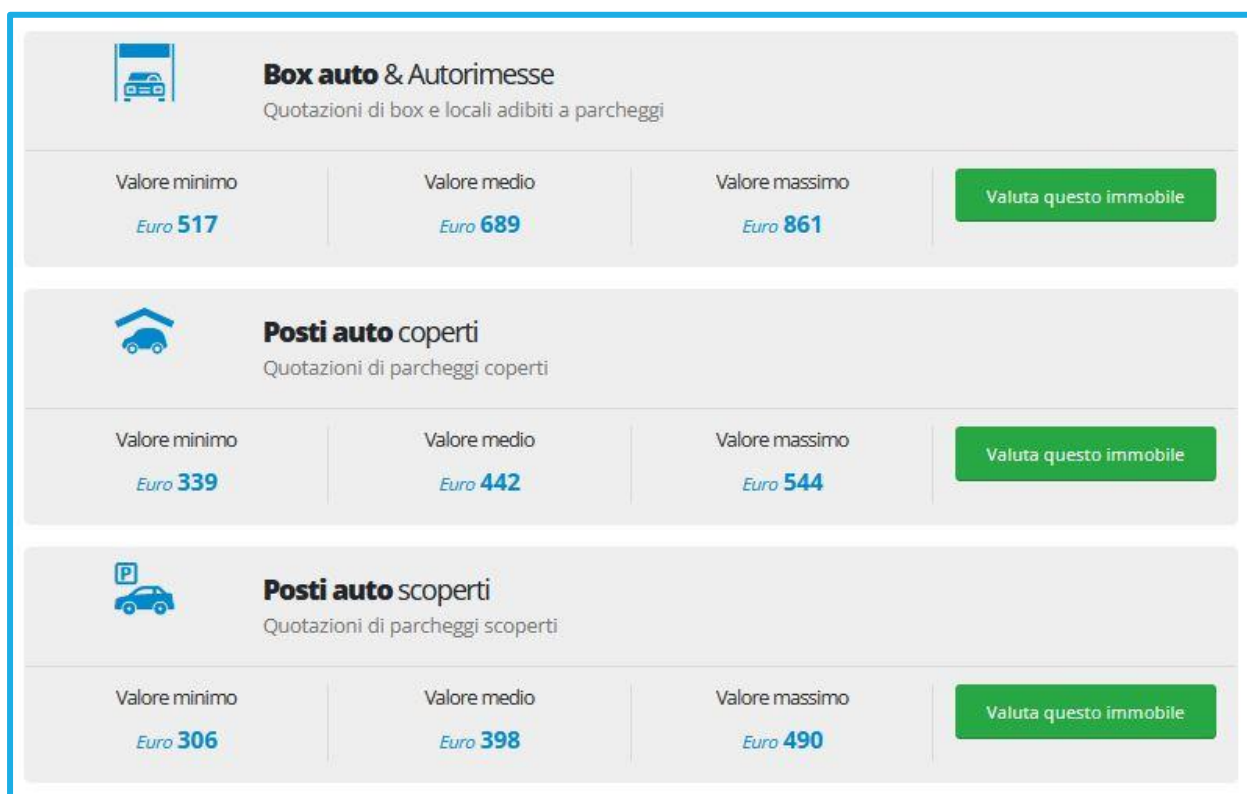 Box auto & Autorimesse
Quotazioni di box e locali adibiti a parcheggi
Valore minimo Valore medio Valore massimo Valuta questo immobile
Euro 517 Euro 689 Euro 861
P
Posti auto coperti
Quotazioni di parcheggi coperti
Valore minimo Valore medio Valore massimo Valuta questo immobile
Euro 339 Euro 442 Euro 544
Posti auto scoperti
Quotazioni di parcheggi scoperti
Valore minimo Valore medio Valore massimo Valuta questo immobile
Euro 306 Euro 398 Euro 490